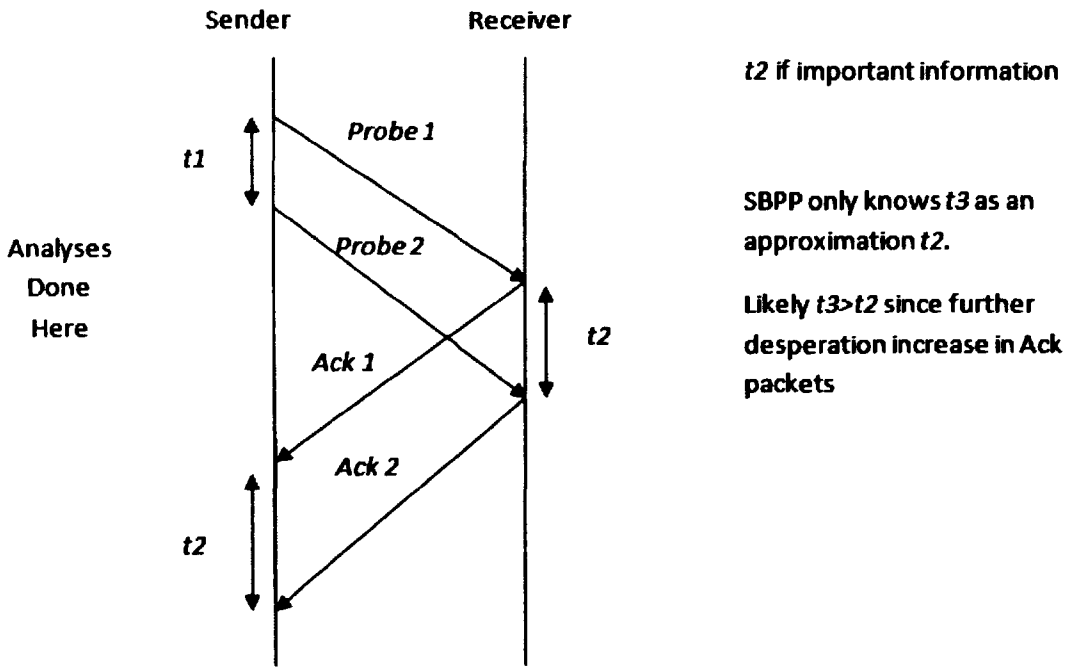 Sender
Receiver
t2 if important information
Probe 1
t1
SBPP only knows t3 as an
approximation t2.
Probe 2
Analyses
Done
Here
Likely t3>t2 since further
desperation increase in Ack
packets
t2
Ack 1
Ack 2
t2